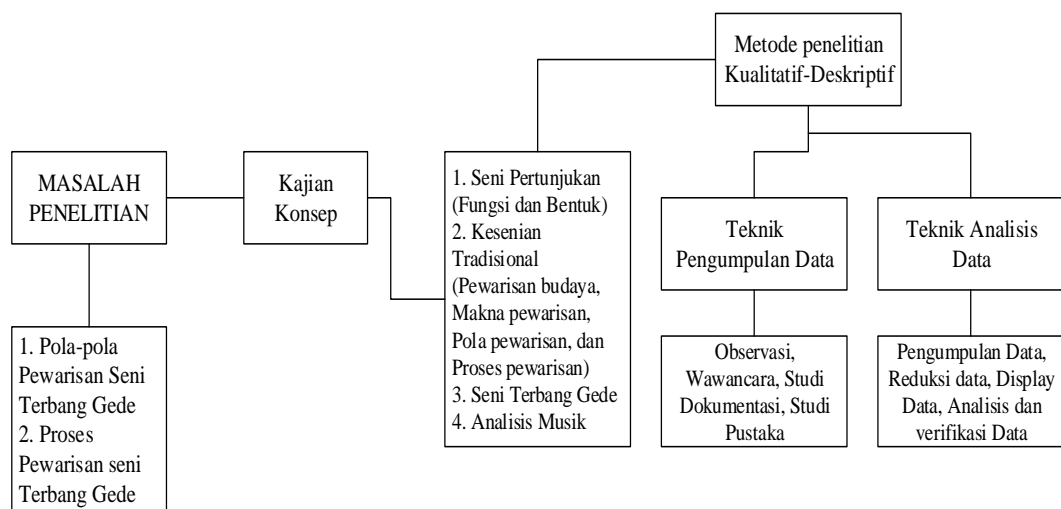 Metode penelitian
Kualitatif-Deskriptif
MASALAH
PENELITIAN
Kajian
Konsep
1. Seni Pertunjukan
(Fungsi dan Bentuk)
2. Kesenian
Tradisional
(Pewarisan budaya,
Makna pewarisan,
Pola pewarisan, dan
Proses pewarisan)
3. Seni Terbang Gede
4. Analisis Musik
Teknik
Pengumpulan Data
Teknik Analisis
Data
1. Pola-pola
Pewarisan Seni
Terbang Gede
2. Proses
Pewarisan seni
Terbang Gede
Observasi,
Wawancara, Studi
Dokumentasi, Studi
Pustaka
Pengumpulan Data,
Reduksi data, Display
Data, Analisis dan
verifikasi Data